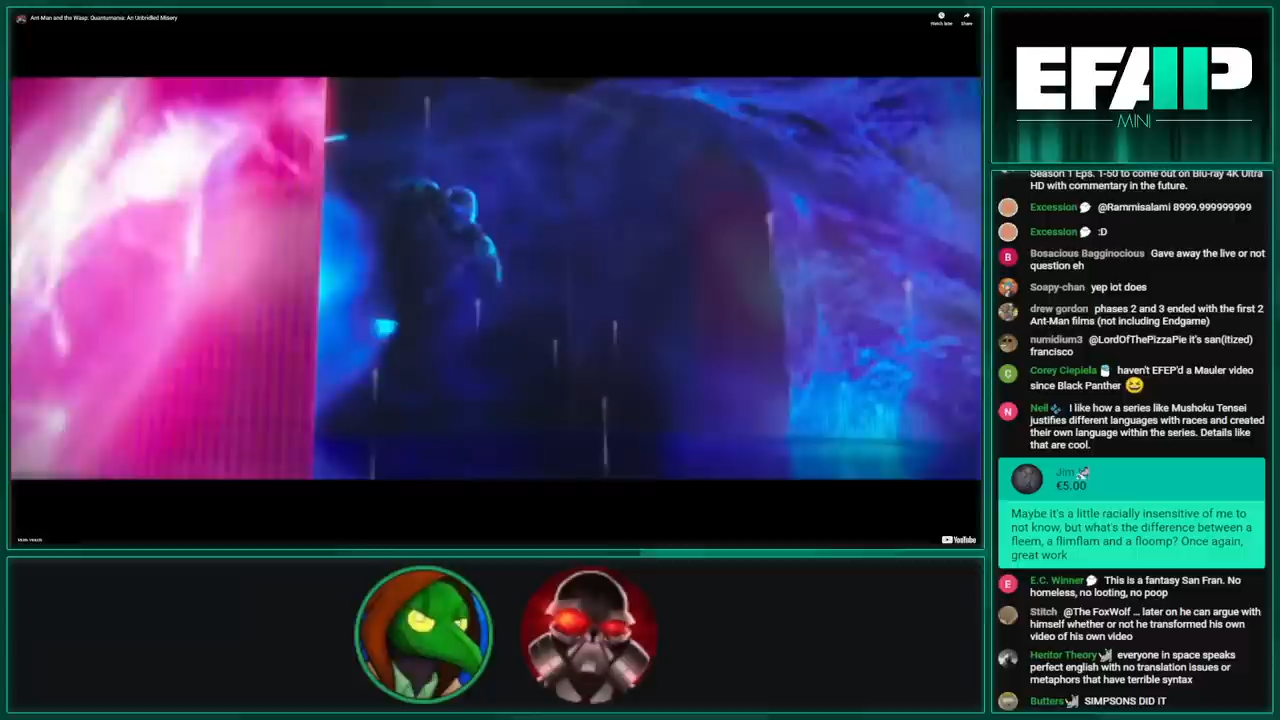 Ant-Man and the Wasp: Quantumania: An Unbridled Misery
Watch later
Share
MORE VIDEOS
YouTube
EFAP
MINI
Season 1 Eps. 1-50 to come out on Blu-ray 4K Ultra
HD with commentary in the future.
Excession @Rammisalami 8999.999999999
Excession :D
B
Bosacious Bagginocious Gave away the live or not
question eh
Soapy-chan yep iot does
drew gordon phases 2 and 3 ended with the first 2
Ant-Man films (not including Endgame)
numidium3 @LordOfThePizzaPie it's san(itized)
francisco
C
Corey Ciepiela haven't EFEP'd a Mauler video
since Black Panther
N
Neil I like how a series like Mushoku Tensei
justifies different languages with races and created
their own language within the series. Details like
that are cool.
Jim
€5.00
Maybe it's a little racially insensitive of me to
not know, but what's the difference between a
fleem, a flimflam and a floomp? Once again,
great work
E
E.C. Winner This is a fantasy San Fran. No
homeless, no looting, no poop
Stitch @The FoxWolf ... later on he can argue with
himself whether or not he transformed his own
video of his own video
Heritor Theory everyone in space speaks
perfect english with no translation issues or
metaphors that have terrible syntax
Butters SIMPSONS DID IT